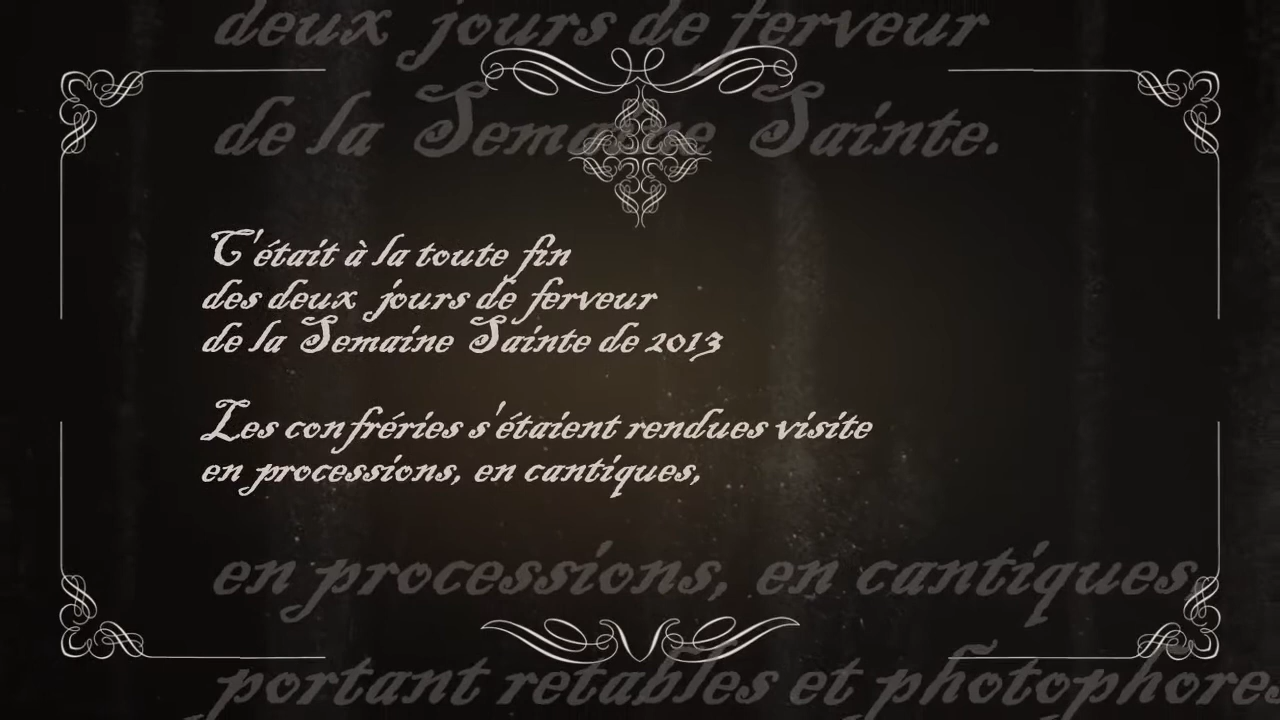 deux jours de ferveur
de la Semaine Sainte.
C'était à la toute fin
des deux jours de ferveur
de la Semaine Sainte de 2013
Les confréries s'étaient rendues visite
en processions, en cantiques,
en processions, en cantiques,
portant retables et photophores